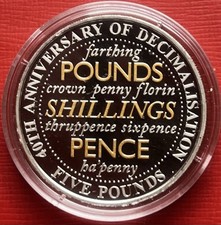 40TH ANNIVERSARY OF DECIMALISATION
farthing
POUNDS
crown penny florin
SHILLINGS
thruppence sixpence
PENCE
ha'penny
FIVE POUNDS